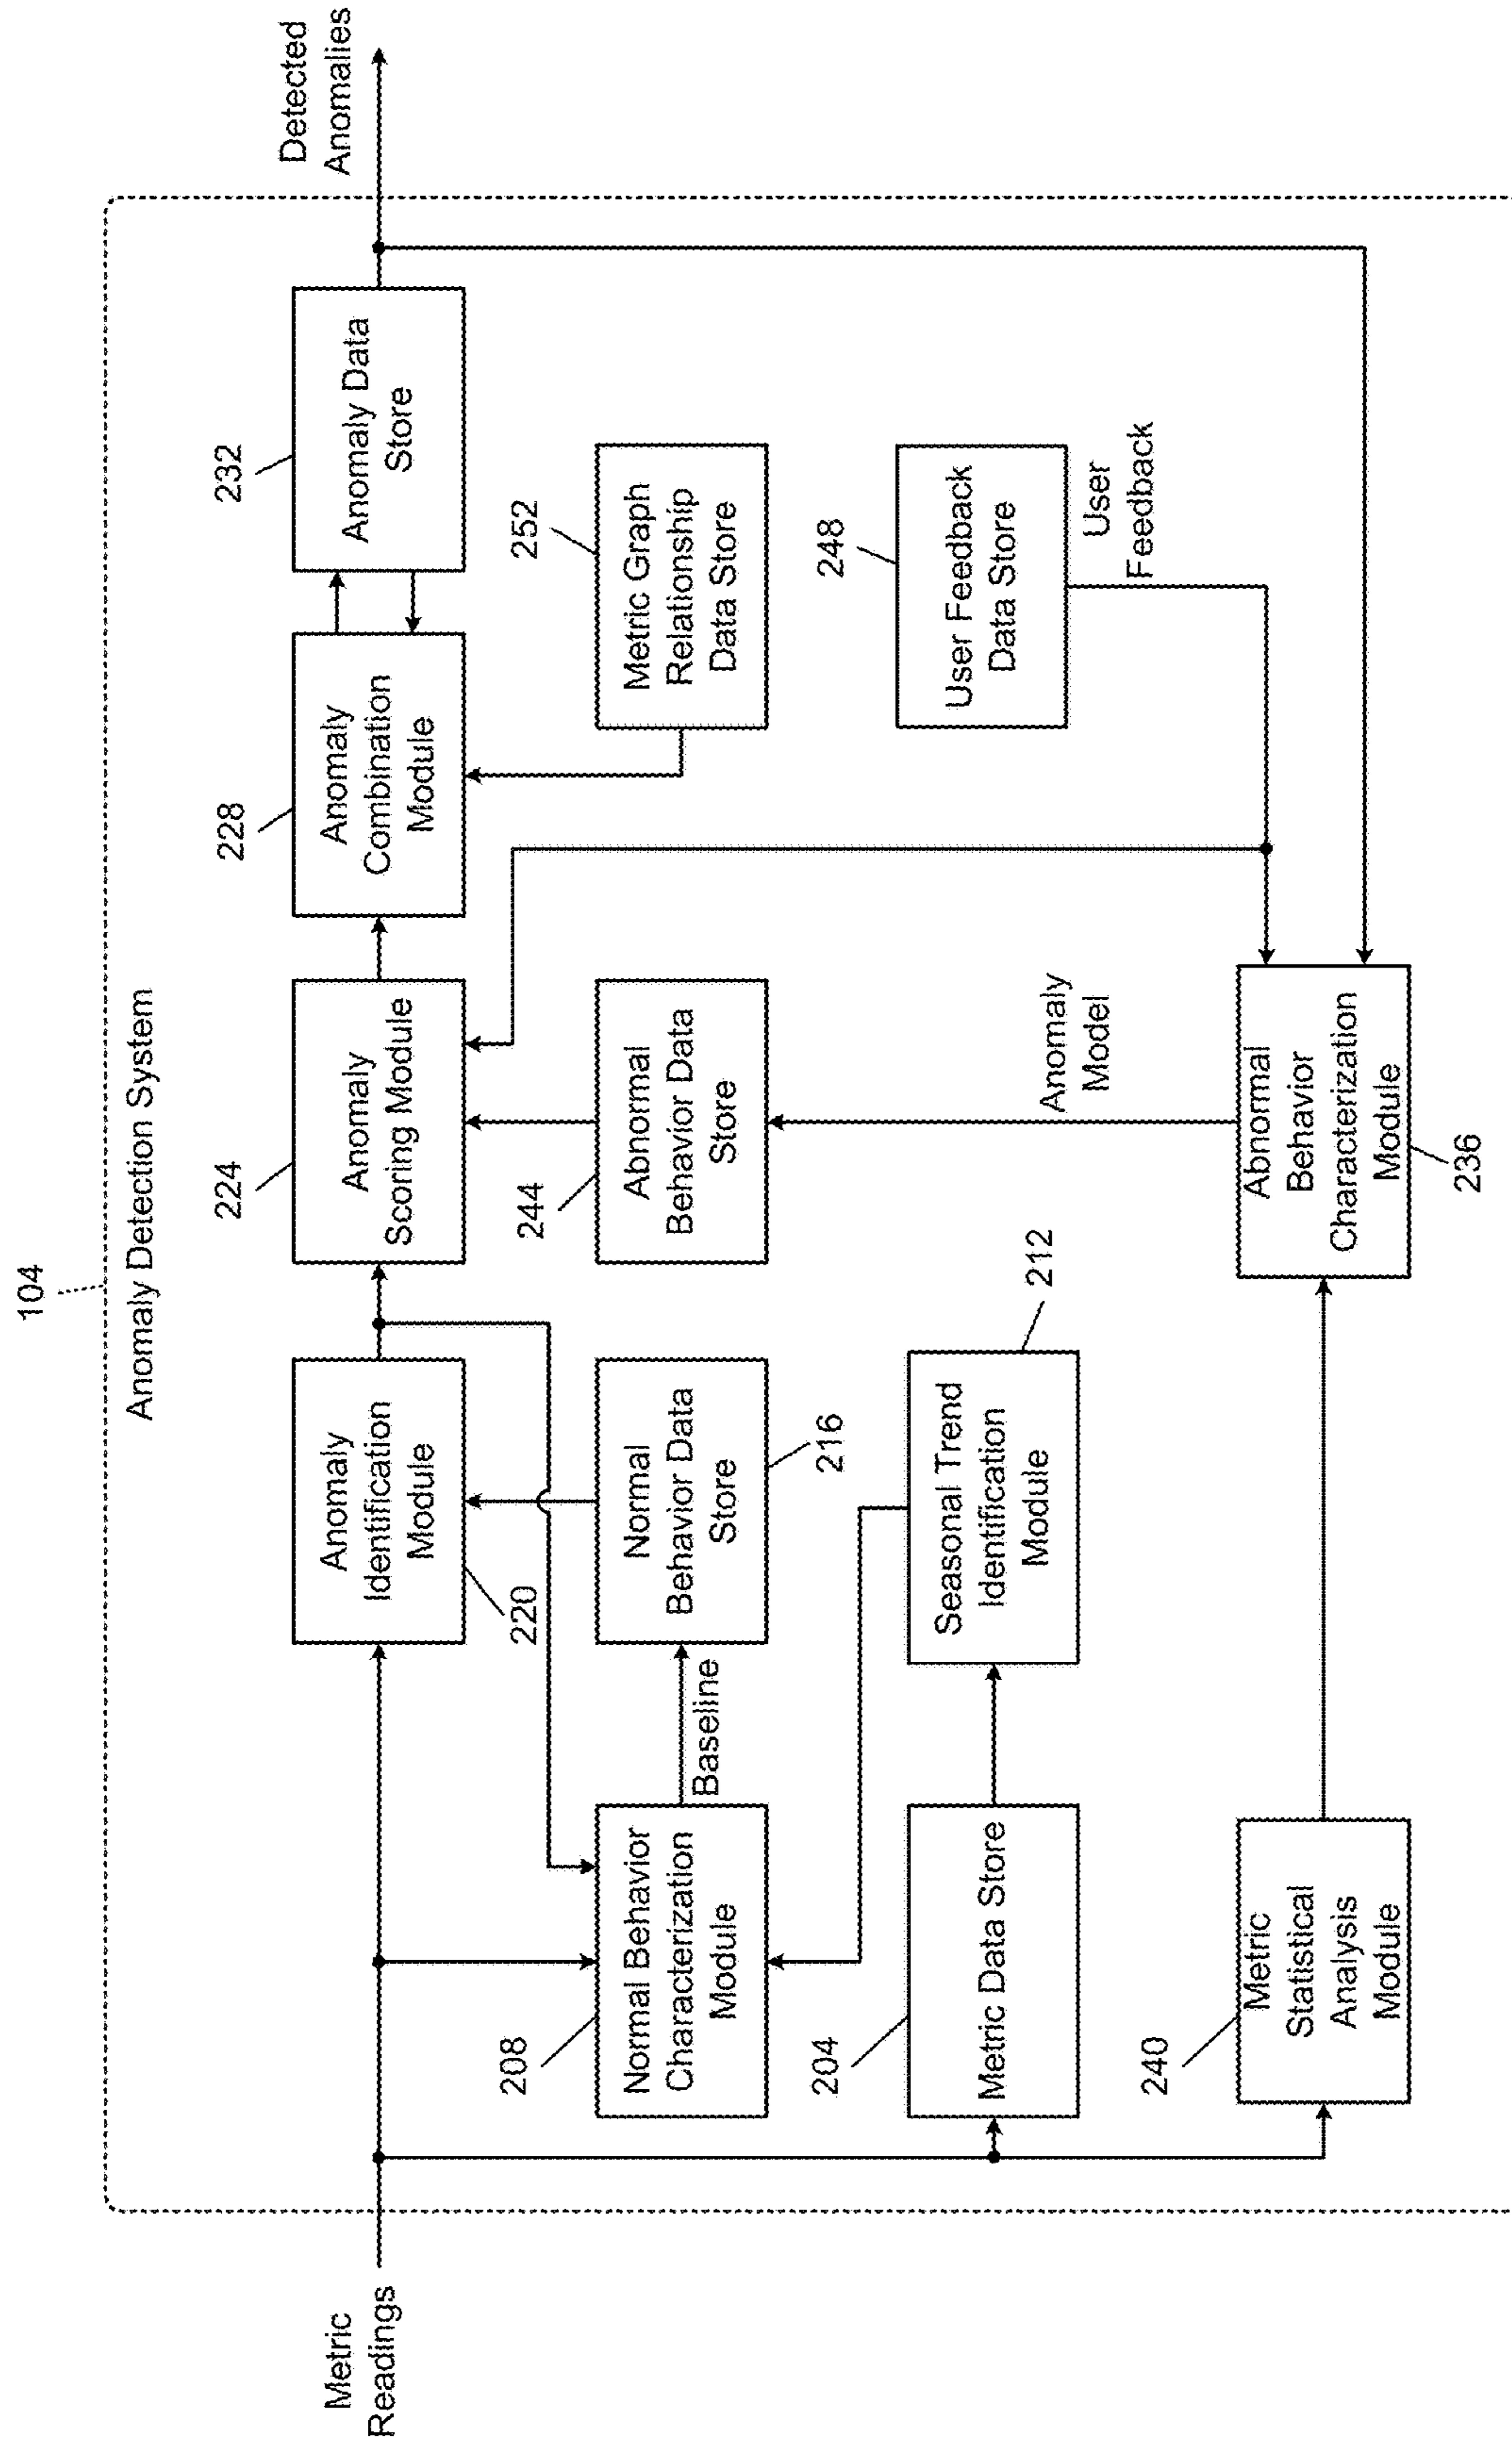 104
Anomaly Detection System
Metric
Readings
Detected
Anomalies
220
Anomaly
Identification
Module
224
Anomaly
Scoring Module
228
Anomaly
Combination
Module
232
Anomaly Data
Store
208
Normal Behavior
Characterization
Module
Baseline
216
Normal
Behavior Data
Store
244
Abnormal
Behavior Data
Store
252
Metric Graph
Relationship
Data Store
204
Metric Data Store
212
Seasonal Trend
Identification
Module
Anomaly
Model
248
User Feedback
Data Store
User
Feedback
240
Metric
Statistical
Analysis
Module
Abnormal
Behavior
Characterization
Module
236